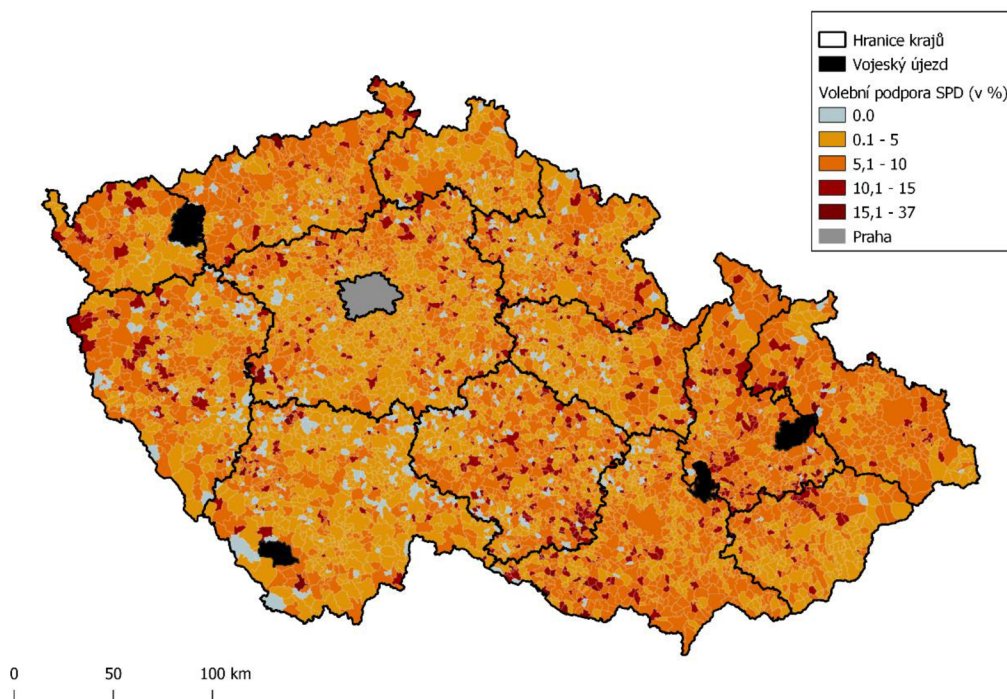 Hranice krajů
Vojeský újezd
Volební podpora SPD (v %)
0.0
0.1 - 5
5,1 - 10
10,1 - 15
15,1 - 37
Praha
0 50 100 km